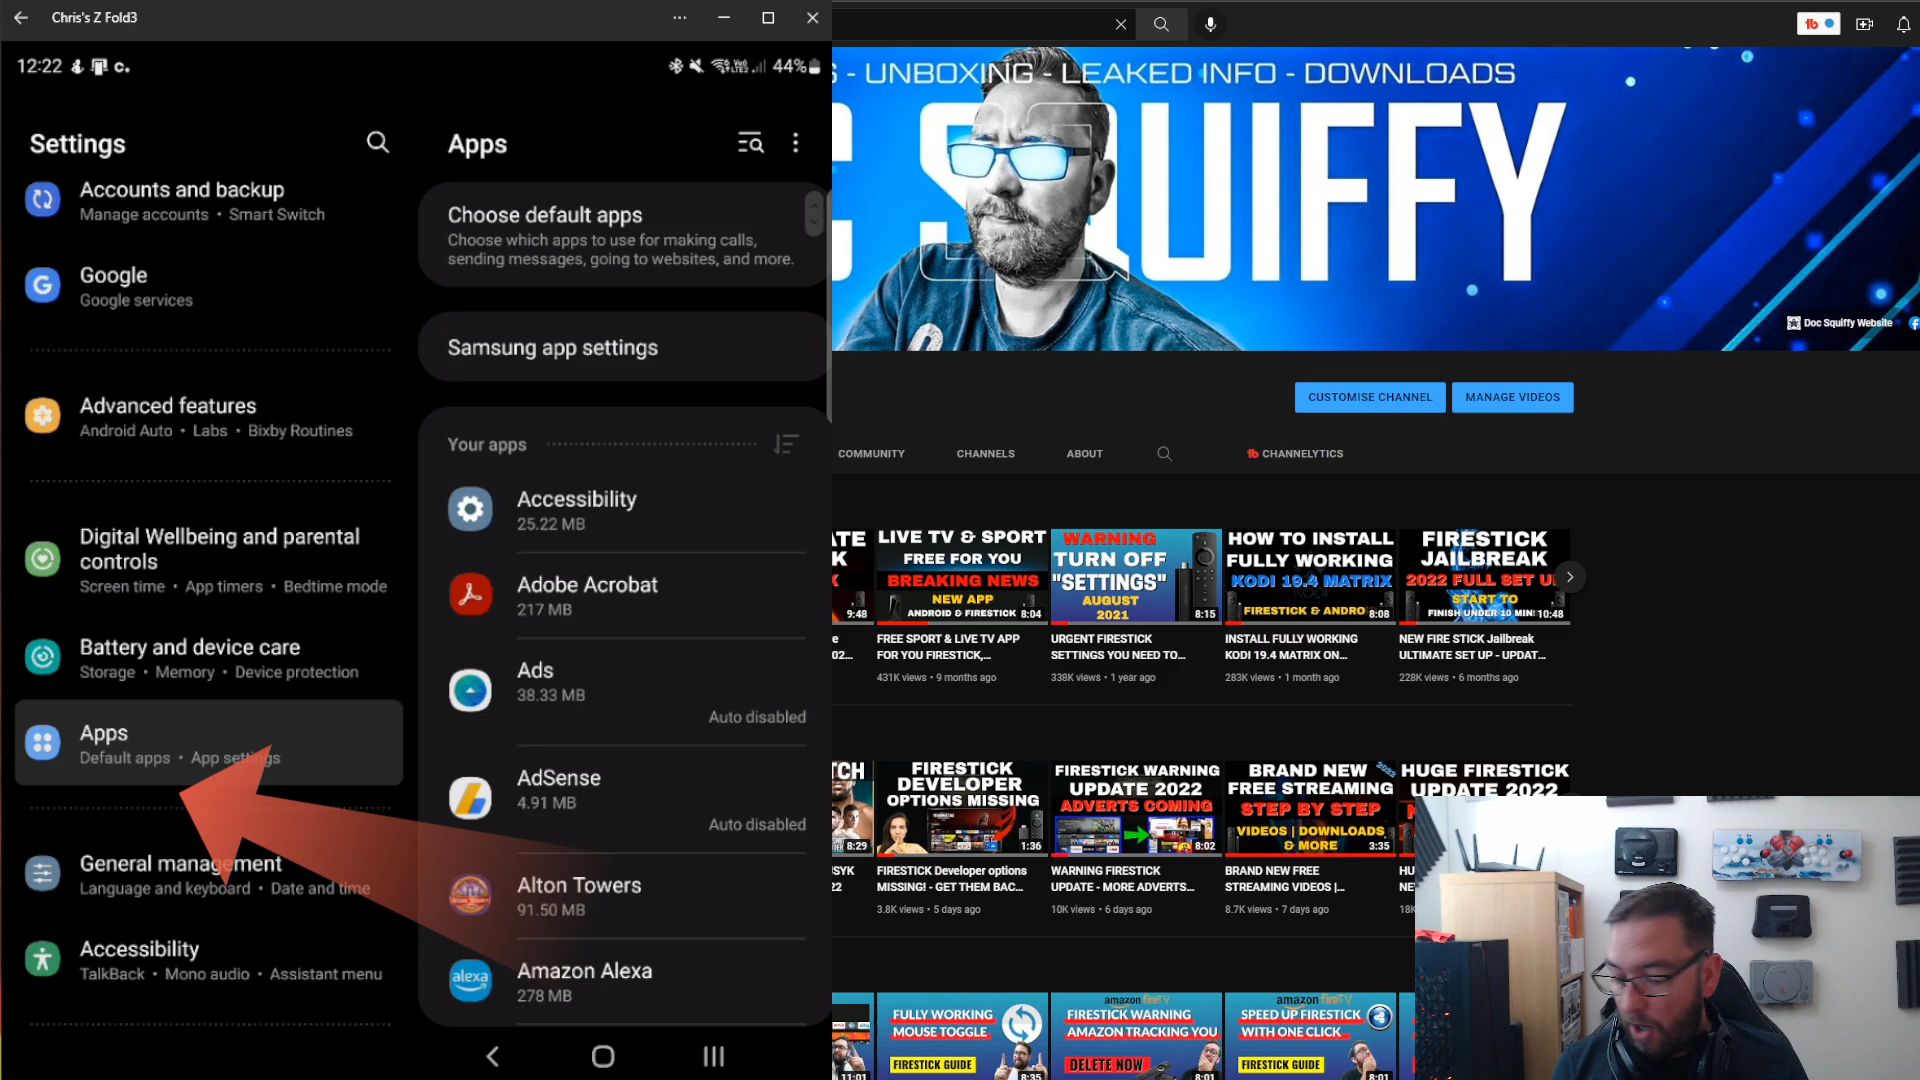 Chris's Z Fold3
12:22
44%
Settings
Accounts and backup
Manage accounts • Smart Switch
Google
Google services
Advanced features
Android Auto • Labs • Bixby Routines
Digital Wellbeing and parental
controls
Screen time • App timers • Bedtime mode
Battery and device care
Storage • Memory • Device protection
Apps
Default apps • App settings
General management
Language and keyboard • Date and time
Accessibility
TalkBack • Mono audio • Assistant menu
Apps
Choose default apps
Choose which apps to use for making calls,
sending messages, going to websites, and more.
Samsung app settings
Your apps
Accessibility
25.22 MB
Adobe Acrobat
217 MB
Ads
38.33 MB
Auto disabled
AdSense
4.91 MB
Auto disabled
Alton Towers
91.50 MB
alexa
Amazon Alexa
278 MB
S - UNBOXING - LEAKED INFO - DOWNLOADS
C SQUIFFY
Doc Squiffy Website
CUSTOMISE CHANNEL
MANAGE VIDEOS
COMMUNITY
CHANNELS
ABOUT
CHANNELYTICS
9:48
LIVE TV & SPORT
FREE FOR YOU
BREAKING NEWS
NEW APP
ANDROID & FIRESTICK
8:04
WARNING
TURN OFF
"SETTINGS"
AUGUST
2021
8:15
HOW TO INSTALL
FULLY WORKING
KODI 19.4 MATRIX
FIRESTICK & ANDRO
8:08
FIRESTICK
JAILBREAK
2022 FULL SET U
START TO
FINISH UNDER 10 MIN
10:48
FREE SPORT & LIVE TV APP
FOR YOU FIRESTICK,...
431K views • 9 months ago
URGENT FIRESTICK
SETTINGS YOU NEED TO...
338K views • 1 year ago
INSTALL FULLY WORKING
KODI 19.4 MATRIX ON...
283K views • 1 month ago
NEW FIRE STICK Jailbreak
ULTIMATE SET UP - UPDAT...
228K views • 6 months ago
8:29
FIRESTICK
DEVELOPER
OPTIONS MISSING
1:36
FIRESTICK WARNING
UPDATE 2022
ADVERTS COMING
8:02
BRAND NEW
2022
FREE STREAMING
STEP BY STEP
VIDEOS | DOWNLOADS
& MORE
3:35
HUGE FIRESTICK
UPDATE 2022
FIRESTICK Developer options
MISSING! - GET THEM BAC...
3.8K views • 5 days ago
WARNING FIRESTICK
UPDATE - MORE ADVERTS...
10K views • 6 days ago
BRAND NEW FREE
STREAMING VIDEOS |...
8.7K views • 7 days ago
11:01
FULLY WORKING
MOUSE TOGGLE
FIRESTICK GUIDE
8:35
amazon fireTV
FIRESTICK WARNING
AMAZON TRACKING YOU
DELETE NOW
8:01
amazon fireTV
SPEED UP FIRESTICK
WITH ONE CLICK
FIRESTICK GUIDE
8:01